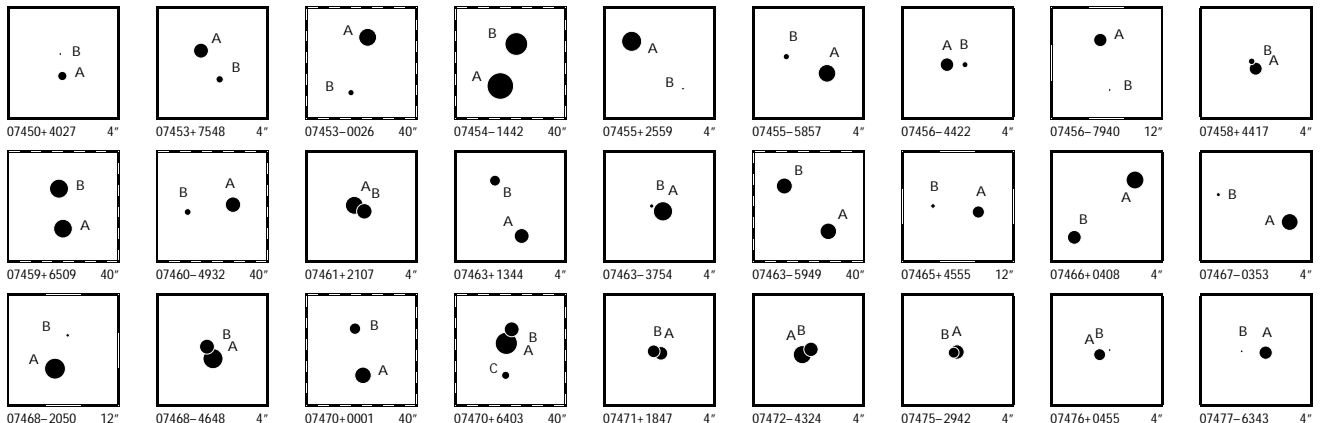 B
A
A
B
A
B
B
A
A
B
B
A
A B
A
B
B
A
07450+4027 4"
07453+7548 4"
07453–0026 40"
07454–1442 40"
07455+2559 4"
07455–5857 4"
07456–4422 4"
07456–7940 12"
07458+4417 4"
B
A
B A
A
B
B
A
B A
B
A
B A
A
B
B
A
07459+6509 40"
07460–4932 40"
07461+2107 4"
07463+1344 4"
07463–3754 4"
07463–5949 40"
07465+4555 12"
07466+0408 4"
07467–0353 4"
B
A
B
A
B
A
B
A
C
B A
A B
B A
A B
B A
07468–2050 12"
07468–4648 4"
07470+0001 40"
07470+6403 40"
07471+1847 4"
07472–4324 4"
07475–2942 4"
07476+0455 4"
07477–6343 4"